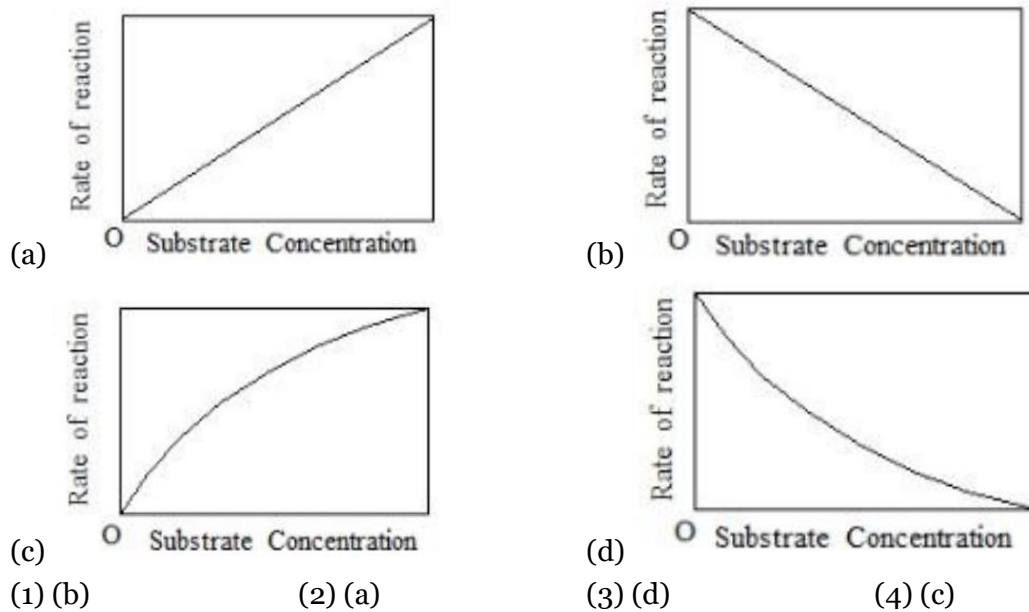 Rate of reaction
O Substrate Concentration
(a)
Rate of reaction
O Substrate Concentration
(b)
Rate of reaction
O Substrate Concentration
(c)
Rate of reaction
O Substrate Concentration
(d)
(1) (b) (2) (a) (3) (d) (4) (c)